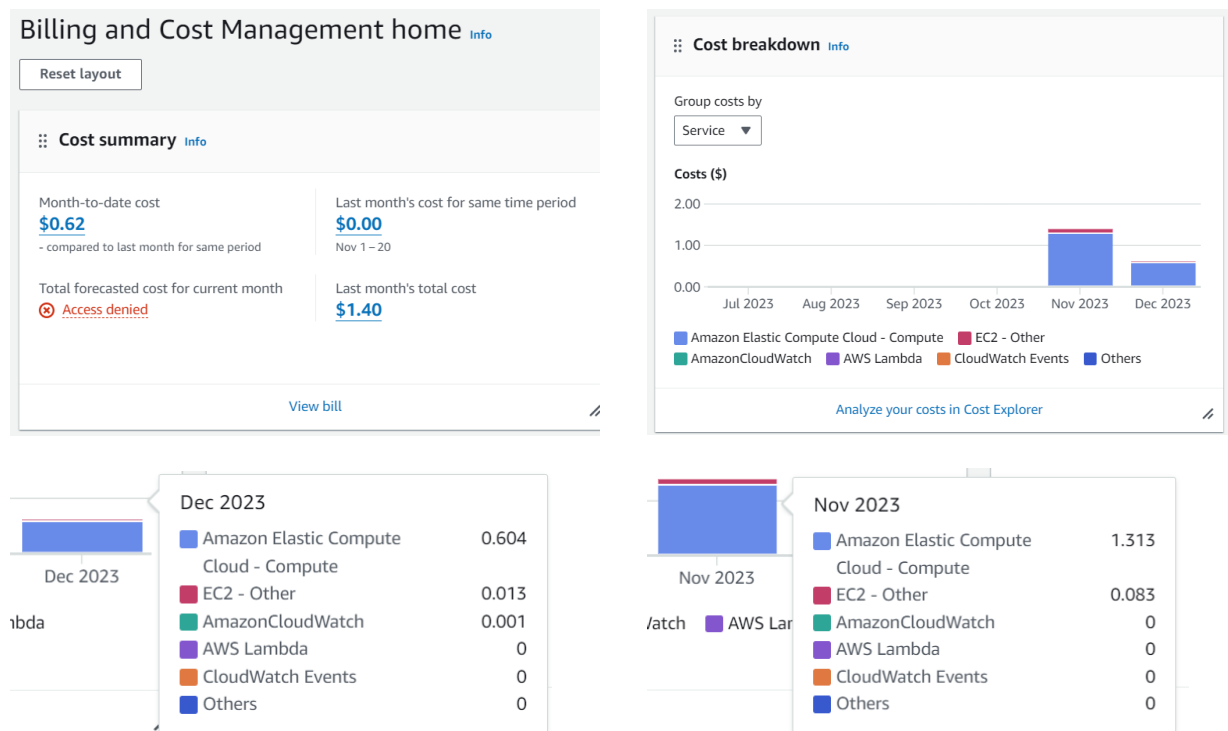 Billing and Cost Management home Info
Reset layout
Cost summary Info
Month-to-date cost
$0.62
- compared to last month for same period
Last month's cost for same time period
$0.00
Nov 1 – 20
Total forecasted cost for current month
Access denied
Last month's total cost
$1.40
View bill
Cost breakdown Info
Group costs by
Service
Costs ($)
2.00
1.00
0.00
Jul 2023 Aug 2023 Sep 2023 Oct 2023 Nov 2023 Dec 2023
Amazon Elastic Compute Cloud - Compute EC2 - Other
AmazonCloudWatch AWS Lambda CloudWatch Events Others
Analyze your costs in Cost Explorer
Dec 2023
nbda
Dec 2023
Amazon Elastic Compute 0.604
Cloud - Compute
EC2 - Other 0.013
AmazonCloudWatch 0.001
AWS Lambda 0
CloudWatch Events 0
Others 0
Nov 2023
Watch AWS Lar
Nov 2023
Amazon Elastic Compute 1.313
Cloud - Compute
EC2 - Other 0.083
AmazonCloudWatch 0
AWS Lambda 0
CloudWatch Events 0
Others 0